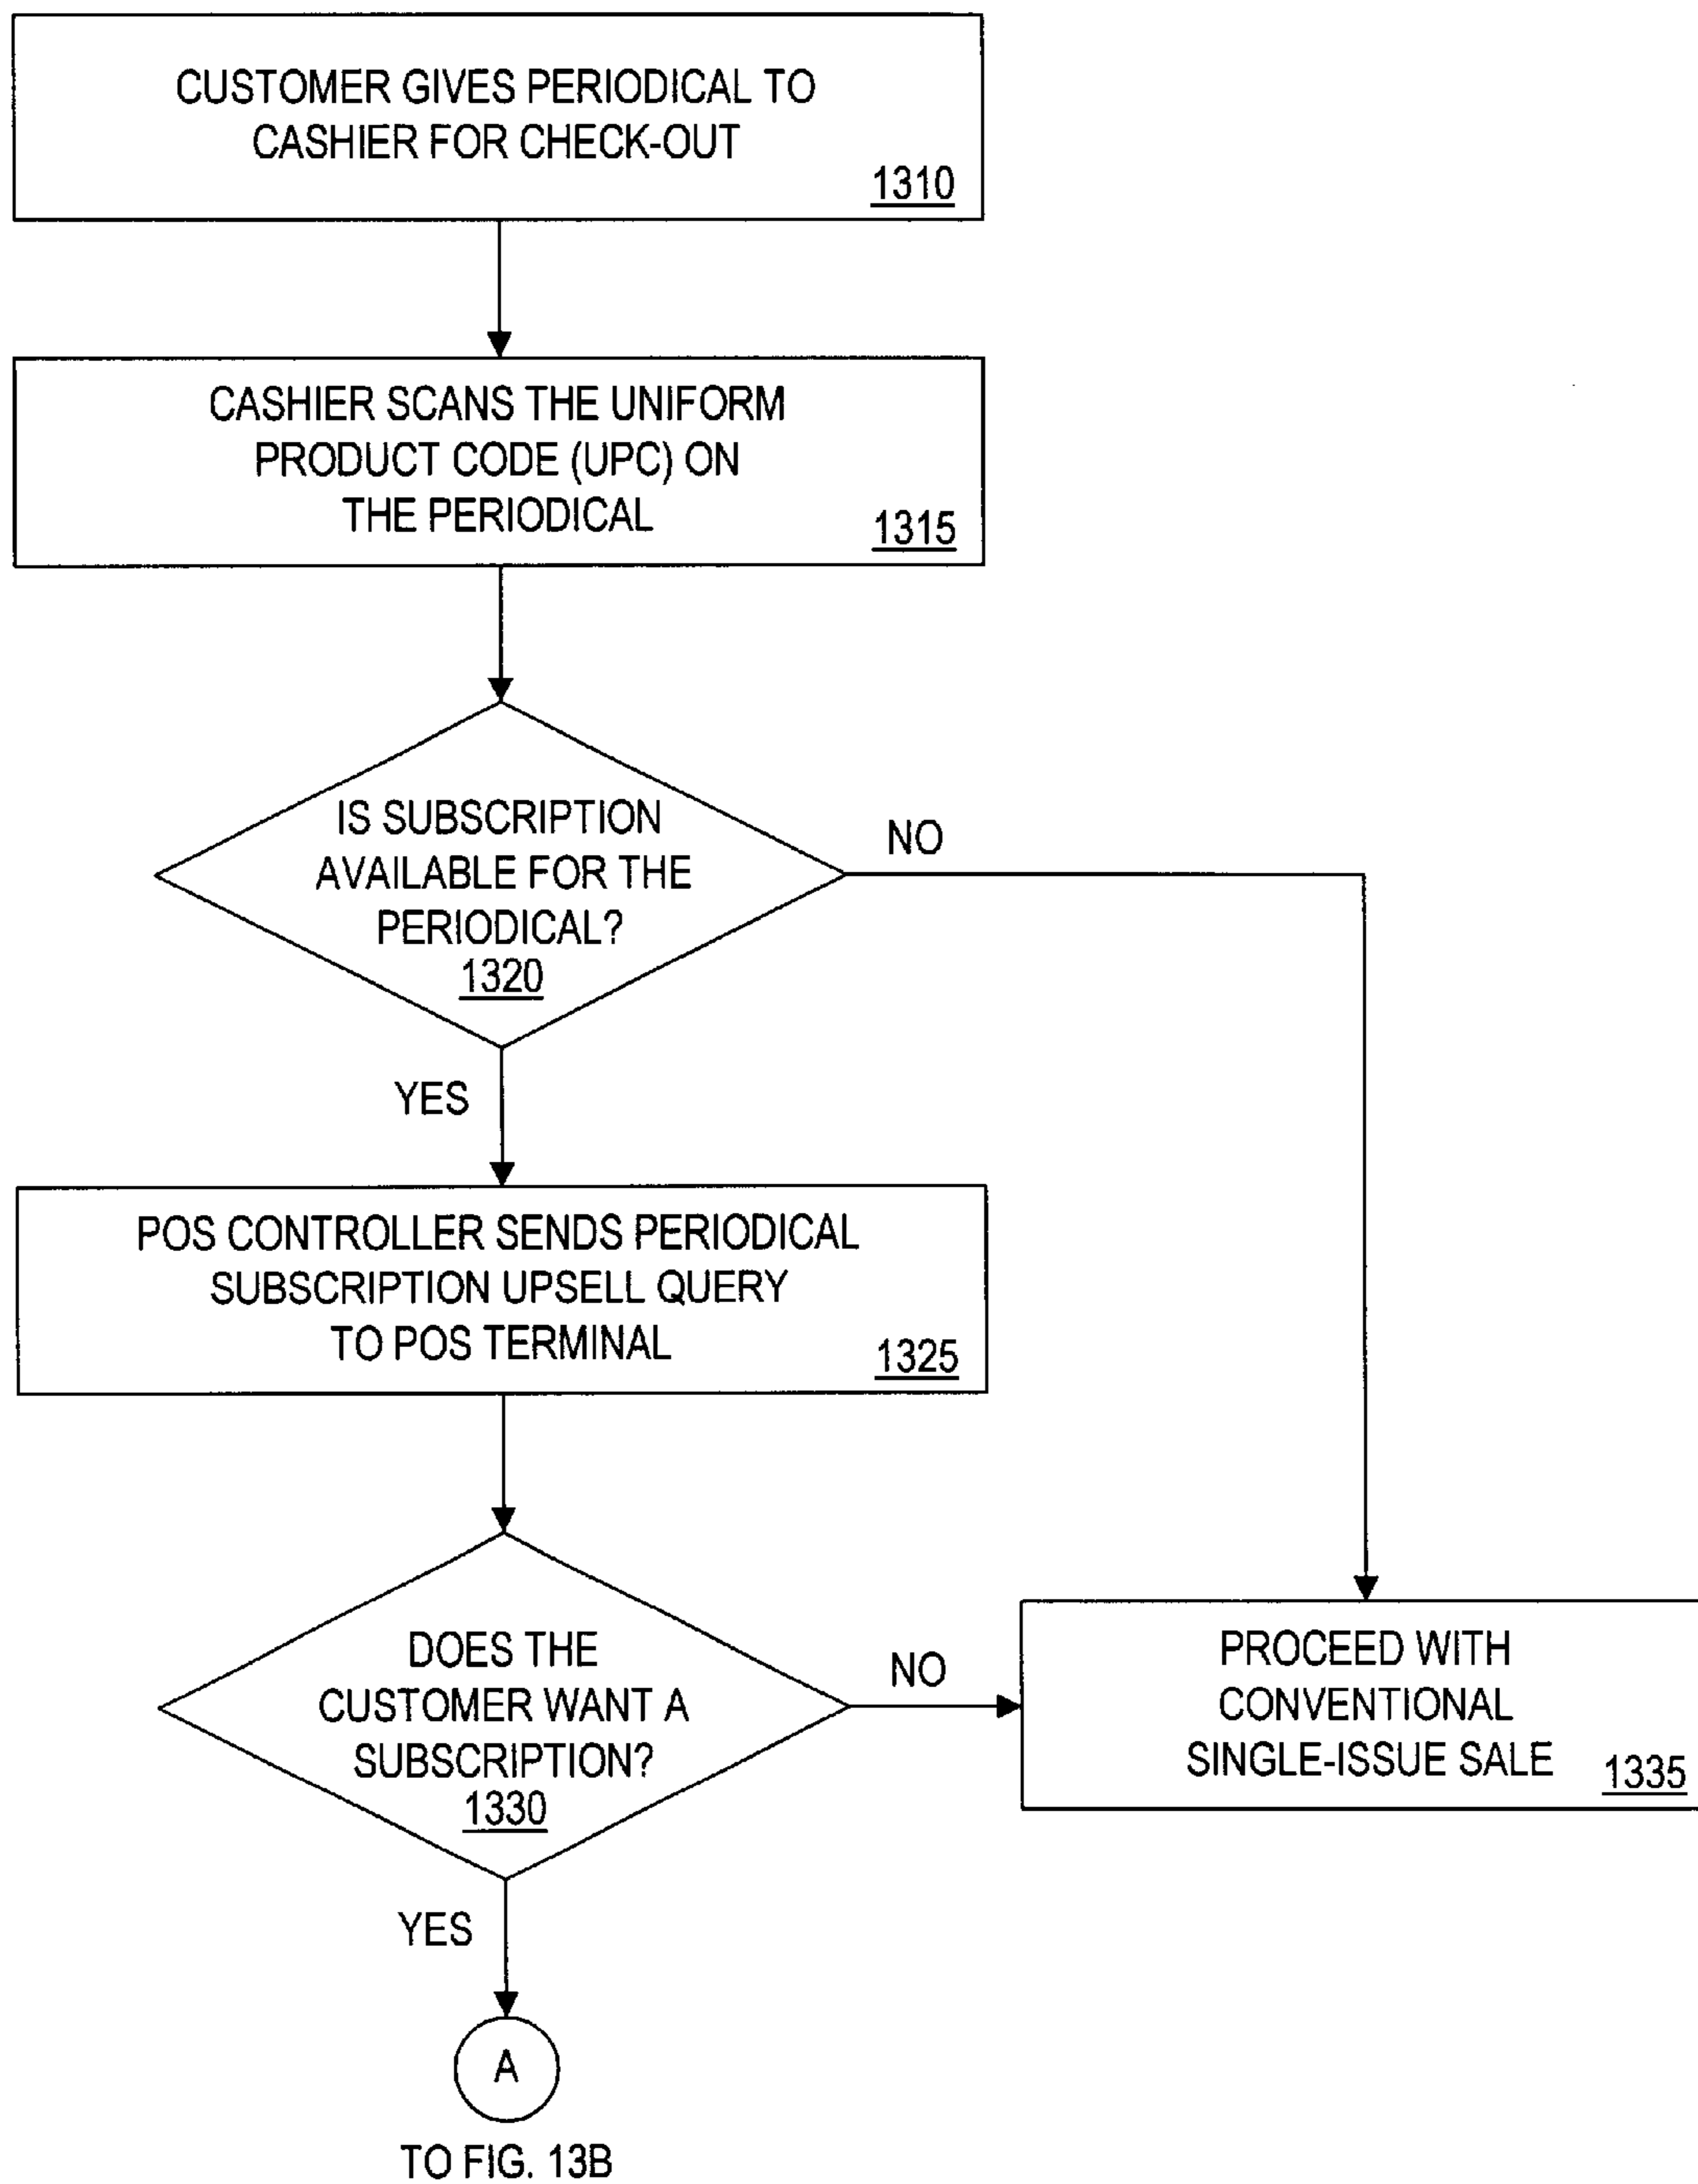 CUSTOMER GIVES PERIODICAL TO
CASHIER FOR CHECK-OUT
1310
CASHIER SCANS THE UNIFORM
PRODUCT CODE (UPC) ON
THE PERIODICAL
1315
IS SUBSCRIPTION
AVAILABLE FOR THE
PERIODICAL?
1320
NO
YES
POS CONTROLLER SENDS PERIODICAL
SUBSCRIPTION UPSELL QUERY
TO POS TERMINAL
1325
DOES THE
CUSTOMER WANT A
SUBSCRIPTION?
1330
NO
PROCEED WITH
CONVENTIONAL
SINGLE-ISSUE SALE
1335
YES
A
TO FIG. 13B